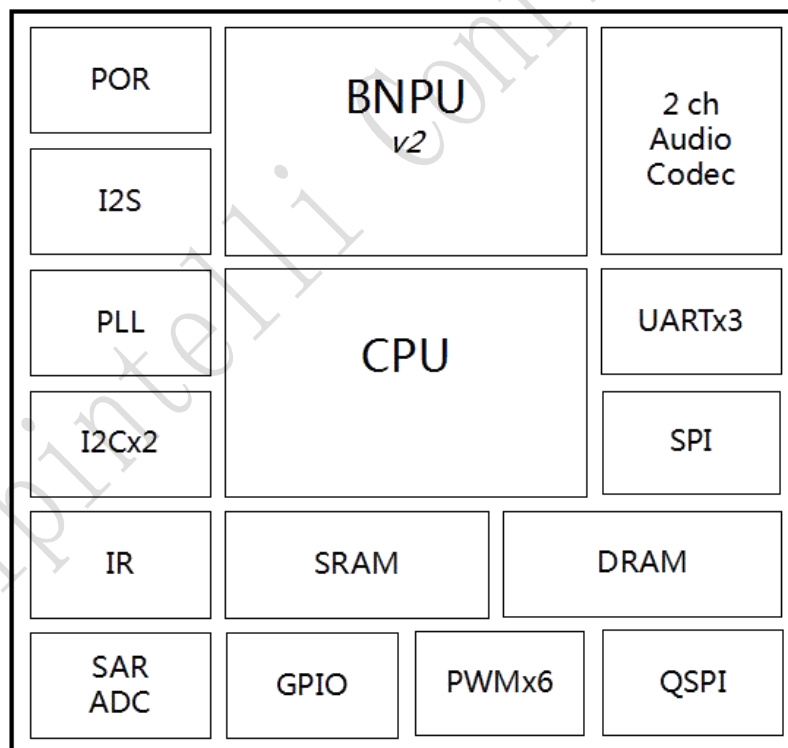 POR
BNPU
v2
2 ch
Audio
Codec
I2S
PLL
CPU
UARTx3
I2Cx2
SPI
IR
SRAM
DRAM
SAR
ADC
GPIO
PWMx6
QSPI